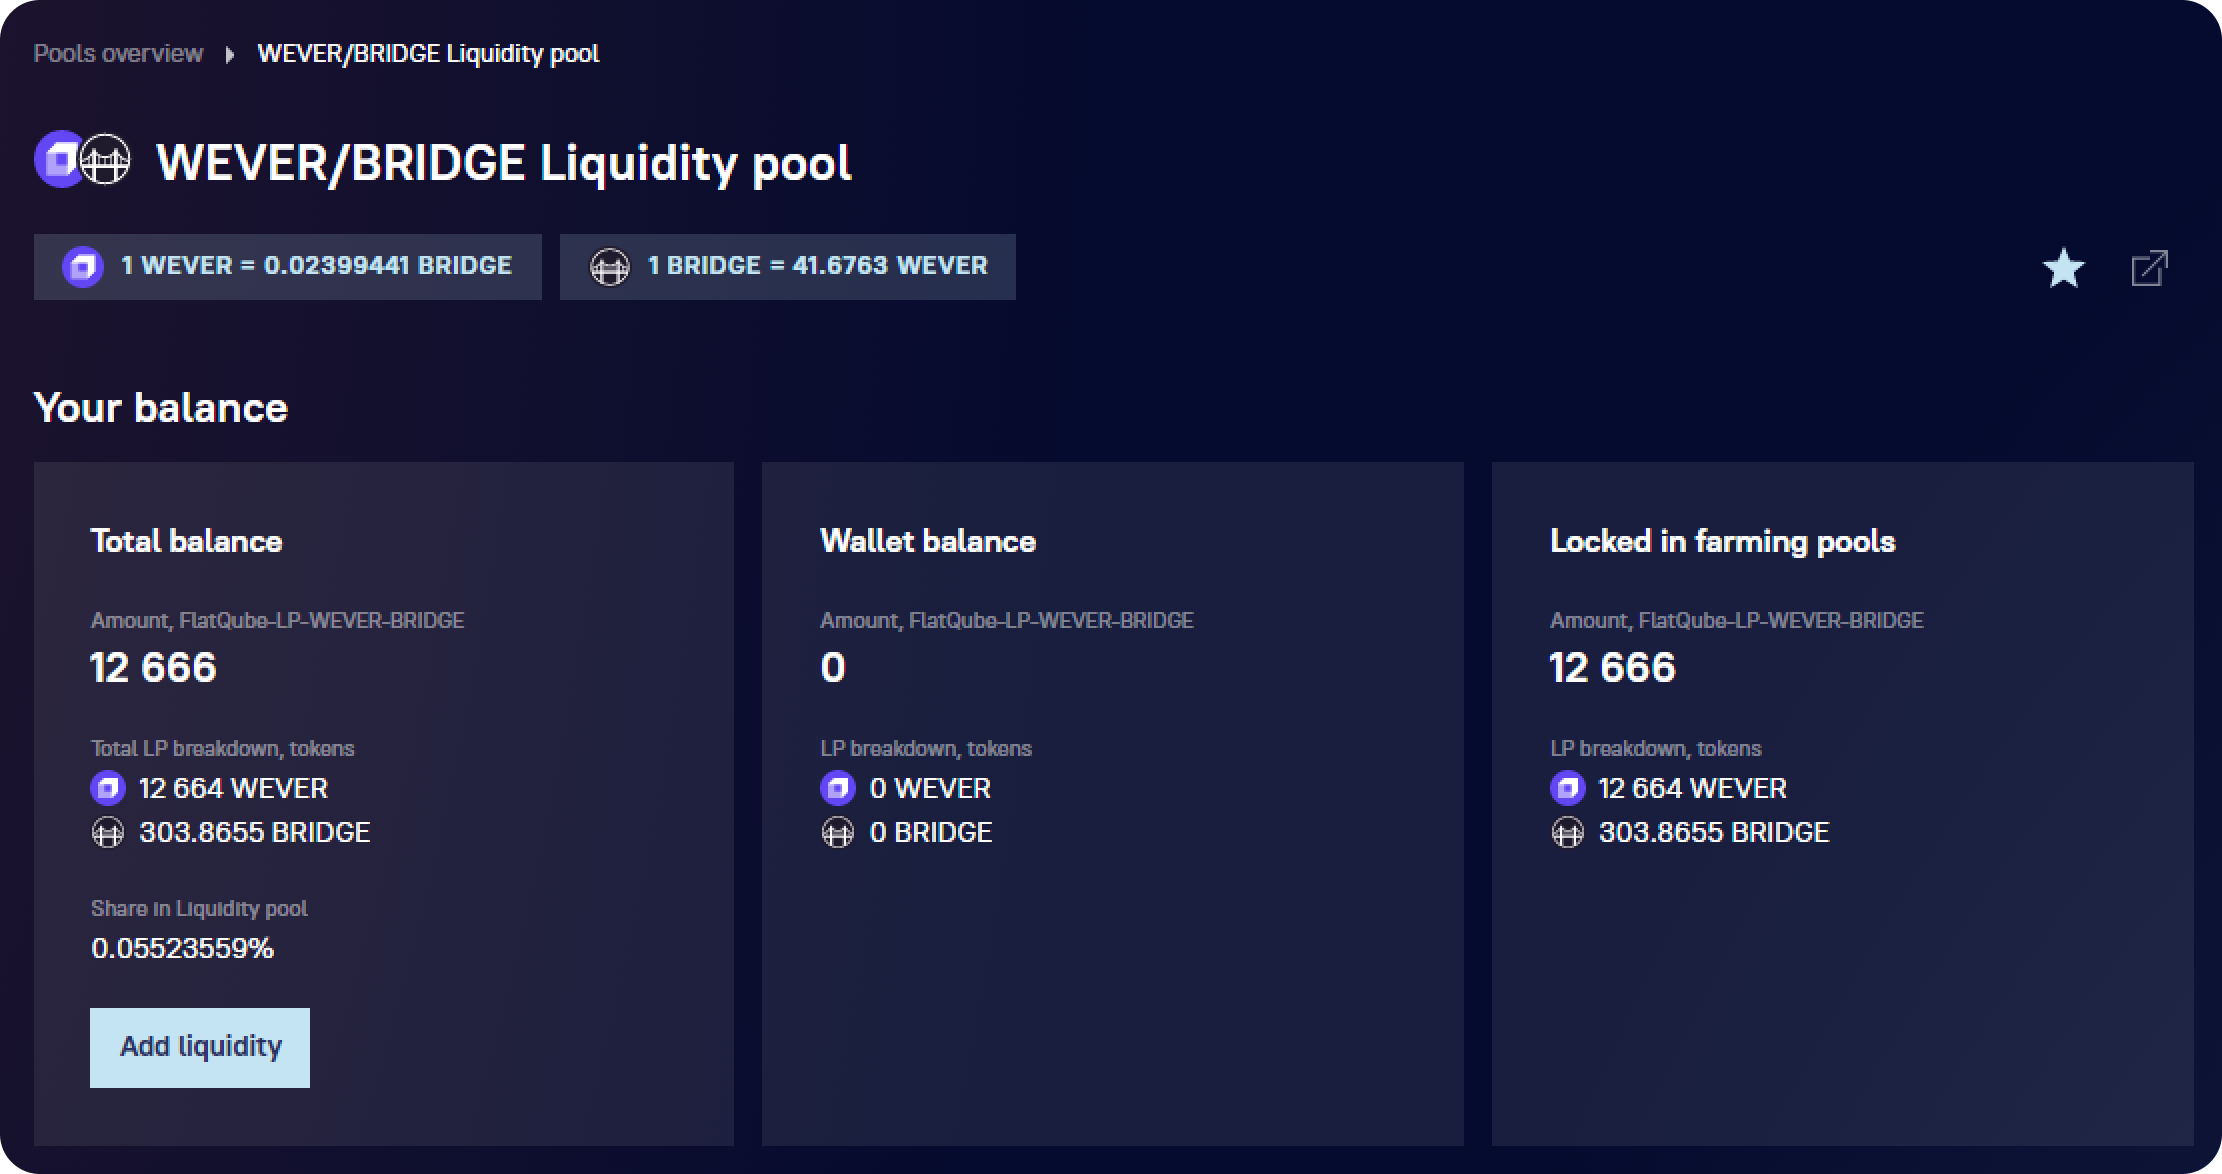 Pools overview WEVER/BRIDGE Liquidity pool
WEVER/BRIDGE Liquidity pool
1 WEVER = 0.02399441 BRIDGE
1 BRIDGE = 41.6763 WEVER
Your balance
Total balance
Amount, FlatQube-LP-WEVER-BRIDGE
12 666
Total LP breakdown, tokens
12 664 WEVER
303.8655 BRIDGE
Share in Liquidity pool
0.05523559%
Add liquidity
Wallet balance
Amount, FlatQube-LP-WEVER-BRIDGE
0
LP breakdown, tokens
0 WEVER
0 BRIDGE
Locked in farming pools
Amount, FlatQube-LP-WEVER-BRIDGE
12 666
LP breakdown, tokens
12 664 WEVER
303.8655 BRIDGE